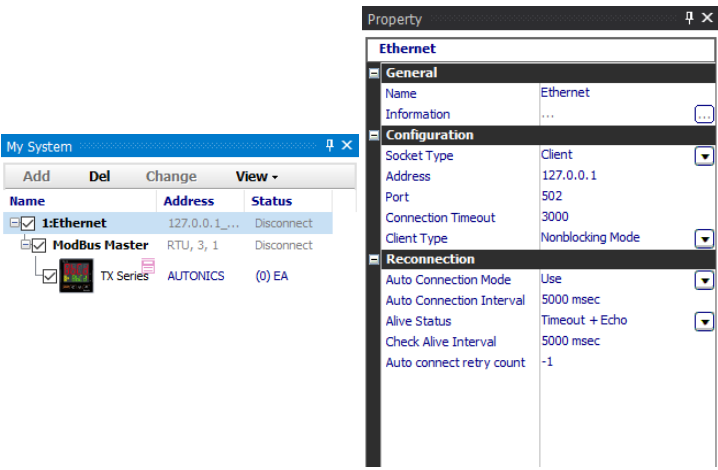 My System
Add Del Change View
Name Address Status
1:Ethernet 127.0.0.1_... Disconnect
ModBus Master RTU, 3, 1 Disconnect
TX Series AUTONICS (0) EA
Property
Ethernet
General
Name Ethernet
Information ... ...
Configuration
Socket Type Client
Address 127.0.0.1
Port 502
Connection Timeout 3000
Client Type Nonblocking Mode
Reconnection
Auto Connection Mode Use
Auto Connection Interval 5000 msec
Alive Status Timeout + Echo
Check Alive Interval 5000 msec
Auto connect retry count -1